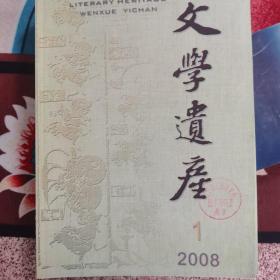 LITERARY HERITAGE
WENXUE YICHAN
文學遺產
1
2008